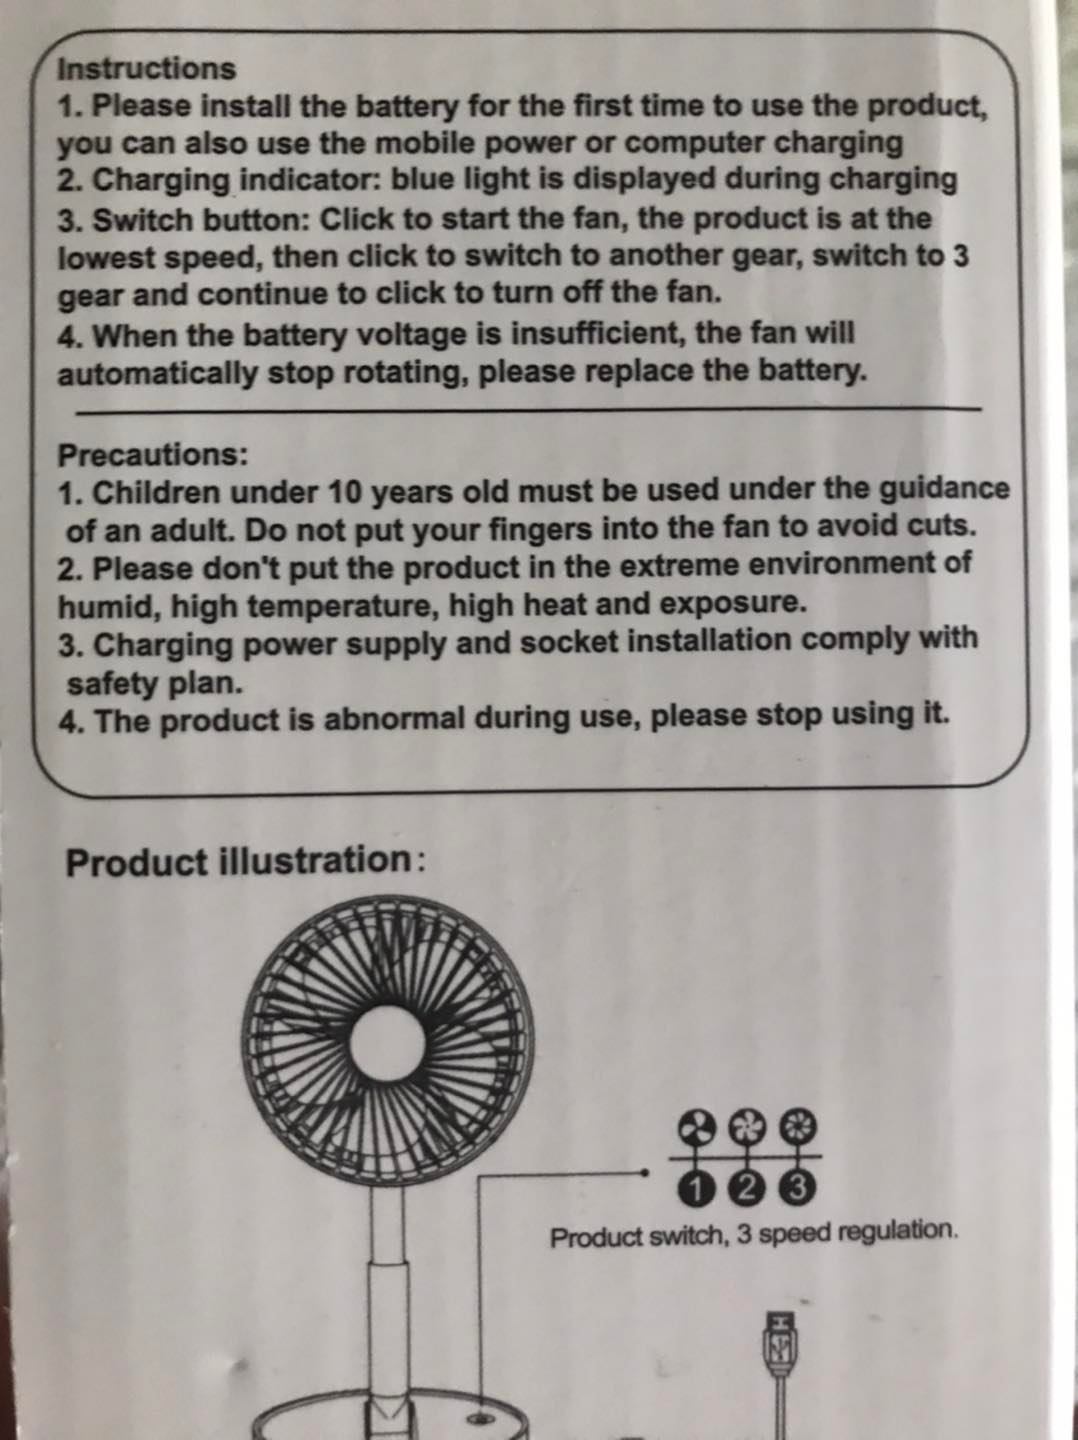 Instructions
1. Please install the battery for the first time to use the product,
you can also use the mobile power or computer charging
2. Charging indicator: blue light is displayed during charging
3. Switch button: Click to start the fan, the product is at the
lowest speed, then click to switch to another gear, switch to 3
gear and continue to click to turn off the fan.
4. When the battery voltage is insufficient, the fan will
automatically stop rotating, please replace the battery.
Precautions:
1. Children under 10 years old must be used under the guidance
of an adult. Do not put your fingers into the fan to avoid cuts.
2. Please don't put the product in the extreme environment of
humid, high temperature, high heat and exposure.
3. Charging power supply and socket installation comply with
safety plan.
4. The product is abnormal during use, please stop using it.
Product illustration:
1 2 3
Product switch, 3 speed regulation.